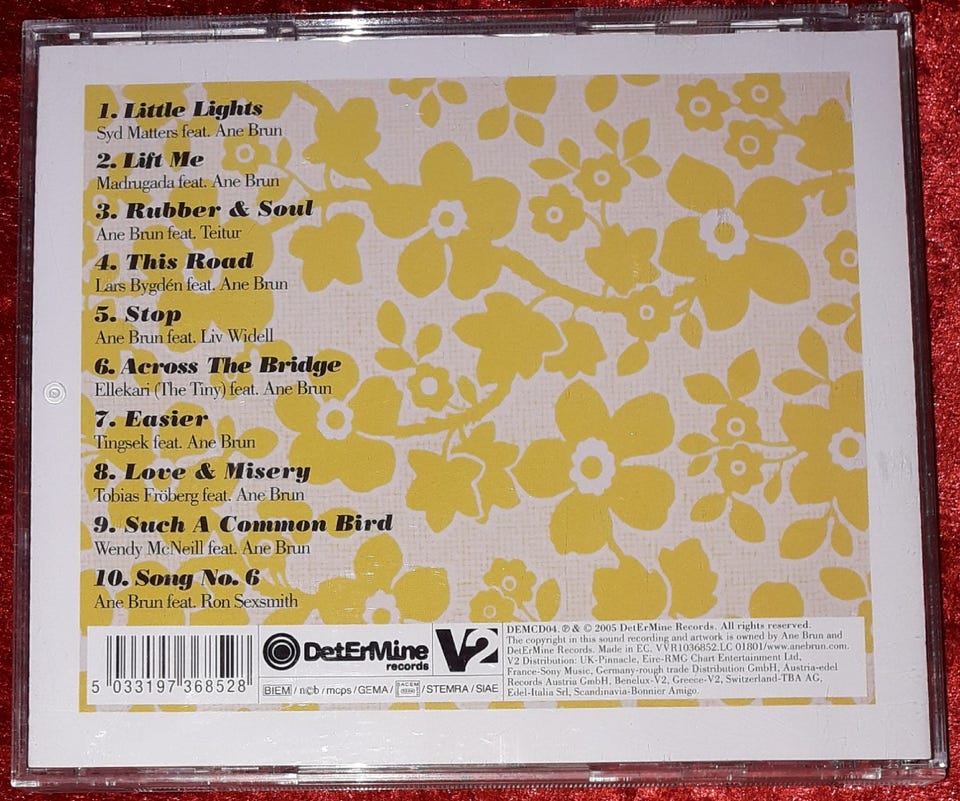 1. Little Lights
Syd Matters feat. Ane Brun
2. Lift Me
Madrugada feat. Ane Brun
3. Rubber & Soul
Ane Brun feat. Teitur
4. This Road
Lars Bygdén feat. Ane Brun
5. Stop
Ane Brun feat. Liv Widell
6. Across The Bridge
Ellekari (The Tiny) feat. Ane Brun
7. Easier
Tingsek feat. Ane Brun
8. Love & Misery
Tobias Fröberg feat. Ane Brun
9. Such A Common Bird
Wendy McNeill feat. Ane Brun
10. Song No. 6
Ane Brun feat. Ron Sexsmith
5 033197 368528
DetErMine
records
V2
BIEM / n©b / mcps / GEMA / SACEM / STEMRA / SIAE
DEMCD04. ℗ & © 2005 DetErMine Records. All rights reserved.
The copyright in this sound recording and artwork is owned by Ane Brun and
DetErMine Records. Made in EC. VVR1036852.LC 01801/www.anebrun.com.
V2 Distribution: UK-Pinnacle, Eire-RMG Chart Entertainment Ltd,
France-Sony Music, Germany-rough trade Distribution GmbH, Austria-edel
Records Austria GmbH, Benelux-V2, Greece-V2, Switzerland-TBA AG,
Edel-Italia Srl, Scandinavia-Bonnier Amigo.